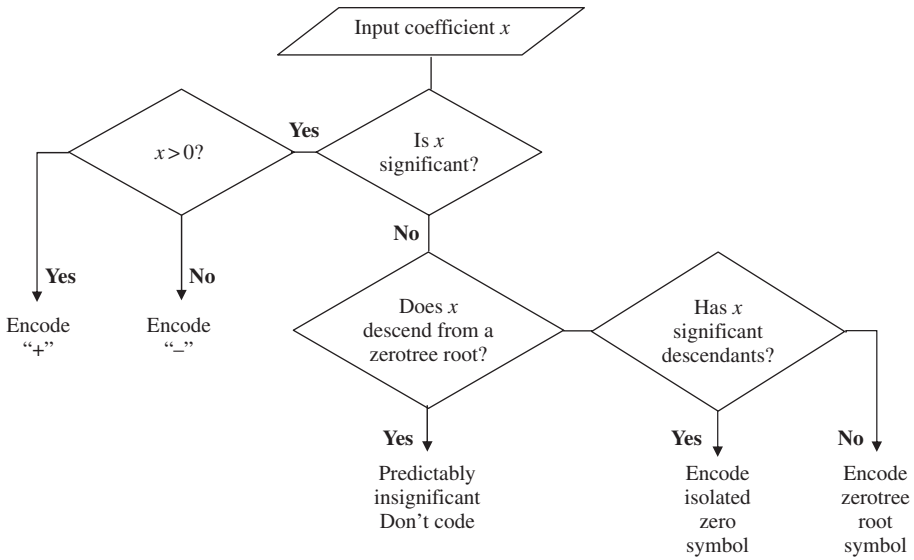 Input coefficient x
Yes
x > 0?
Is x
significant?
No
Yes
No
Encode
“+”
Encode
“–”
Does x
descend from a
zerotree root?
Has x
significant
descendants?
Yes
Predictably
insignificant
Don’t code
Yes
Encode
isolated
zero
symbol
No
Encode
zerotree
root
symbol